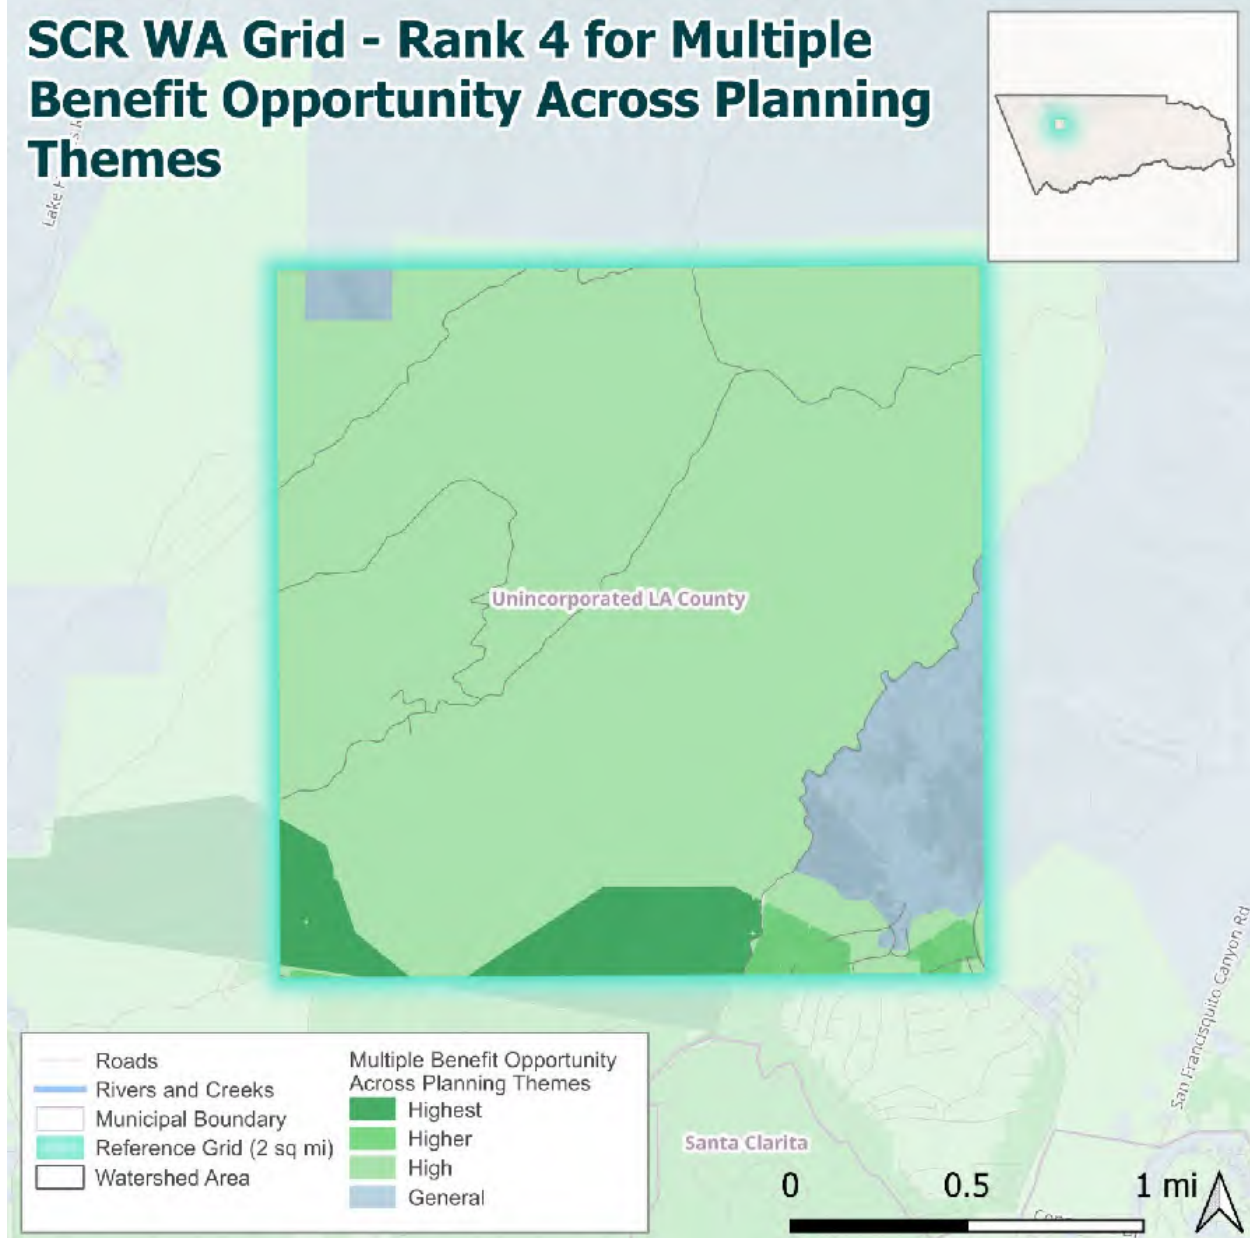 SCR WA Grid - Rank 4 for Multiple
Benefit Opportunity Across Planning
Themes
Lake
Unincorporated LA County
San Francisquito Canyon Rd
Santa Clarita
Roads
Rivers and Creeks
Municipal Boundary
Reference Grid (2 sq mi)
Watershed Area
Multiple Benefit Opportunity
Across Planning Themes
Highest
Higher
High
General
0 0.5 1 mi